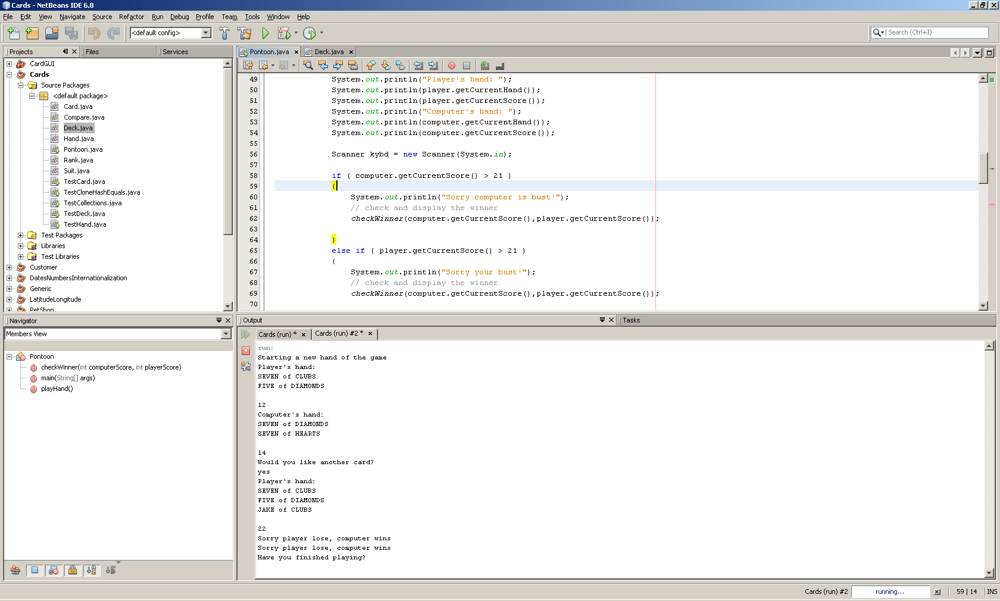 Cards - NetBeans IDE 6.8
File Edit View Navigate Source Refactor Run Debug Profile Team Tools Window Help
<default config>
Search (Ctrl+I)
Projects
Files
Services
CardGUI
Cards
Source Packages
<default package>
Card.java
Compare.java
Deck.java
Hand.java
Pontoon.java
Rank.java
Suit.java
TestCard.java
TestCloneHashEquals.java
TestCollections.java
TestDeck.java
TestHand.java
Test Packages
Libraries
Test Libraries
Customer
DatesNumbersInternationalization
Generic
LatitudeLongitude
PetShop
Navigator
Members View
Pontoon
checkWinner(int computerScore, int playerScore)
main(String[] args)
playHand()
Pontoon.java
Deck.java
49 System.out.println("Player's hand: ");
50 System.out.println(player.getCurrentHand());
51 System.out.println(player.getCurrentScore());
52 System.out.println("Computer's hand: ");
53 System.out.println(computer.getCurrentHand());
54 System.out.println(computer.getCurrentScore());
55
56 Scanner kybd = new Scanner(System.in);
57
58 if ( computer.getCurrentScore() > 21 )
59 {
60 System.out.println("Sorry computer is bust!");
61 // check and display the winner
62 checkWinner(computer.getCurrentScore(),player.getCurrentScore());
63
64 }
65 else if ( player.getCurrentScore() > 21 )
66 {
67 System.out.println("Sorry your bust!");
68 // check and display the winner
69 checkWinner(computer.getCurrentScore(),player.getCurrentScore());
70
Output
Tasks
Cards (run) *
Cards (run) #2 *
run:
Starting a new hand of the game
Player's hand:
SEVEN of CLUBS
FIVE of DIAMONDS
12
Computer's hand:
SEVEN of DIAMONDS
SEVEN of HEARTS
14
Would you like another card?
yes
Player's hand:
SEVEN of CLUBS
FIVE of DIAMONDS
JAKE of CLUBS
22
Sorry player lose, computer wins
Sorry player lose, computer wins
Have you finished playing?
Cards (run) #2
running...
59 | 14
INS